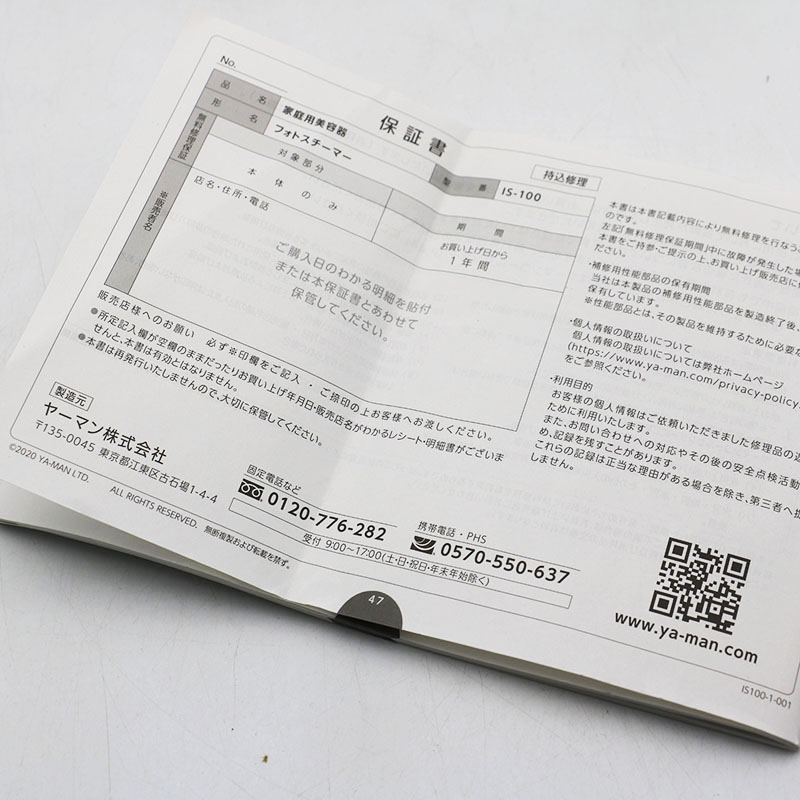 No.
保証書
持込修理
品名 家庭用美容器
形名 フォトスチーマー
製番 IS-100
無料修理保証
対象部分
期間
本体のみ
お買い上げ日から
1年間
※販売者名
店名・住所・電話
ご購入日のわかる明細を貼付
または本保証書とあわせて
保管してください。
販売店様へのお願い 必ず※印欄をご記入・ご捺印の上お客様へお渡しください。
●所定記入欄が空欄のままだったりお買い上げ年月日・販売店名がわかるレシート・明細書がございま
せんと、本書は有効とはなりません。
●本書は再発行いたしませんので、大切に保管してください。
製造元
ヤーマン株式会社
〒135-0045 東京都江東区古石場1-4-4
©2020 YA-MAN LTD. ALL RIGHTS RESERVED. 無断複製および転載を禁ず。
固定電話など
0120-776-282
携帯電話・PHS
0570-550-637
受付 9:00~17:00(土・日・祝日・年末年始除く)
本書は本書記載内容により無料修理を行なう
のです。
左記「無料修理保証期間」中に故障が発生した場
本書をご持参・ご提示の上、お買い上げ販売店に
ださい。
・補修用性能部品の保有期間
当社は本製品の補修用性能部品を製造終了後、
保有しています。
※性能部品とは、その製品を維持するために必要な
・個人情報の取扱いについて
個人情報の取扱いについては弊社ホームページ
(https://www.ya-man.com/privacy-policy.
をご参照ください。
・利用目的
お客様の個人情報はご依頼いただきました修理品の
ために利用いたします。
また、お問い合わせへの対応やその後の安全点検活動
め、記録を残すことがあります。
これらの記録は正当な理由がある場合を除き、第三者へ提
しません。
www.ya-man.com
47
IS100-1-001